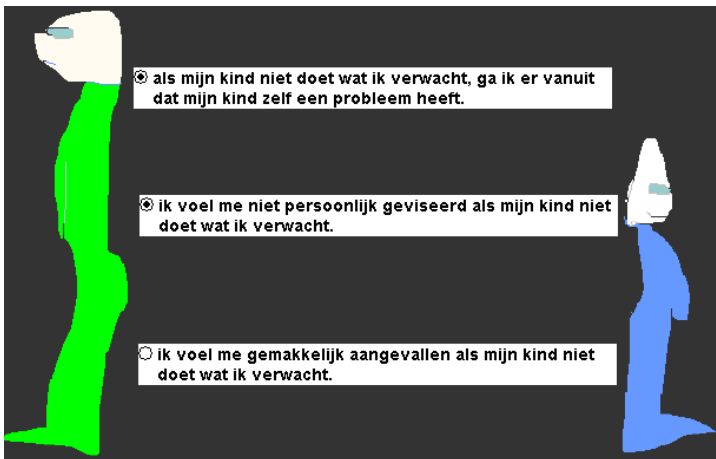 als mijn kind niet doet wat ik verwacht, ga ik er vanuit
dat mijn kind zelf een probleem heeft.
ik voel me niet persoonlijk geviseerd als mijn kind niet
doet wat ik verwacht.
ik voel me gemakkelijk aangevallen als mijn kind niet
doet wat ik verwacht.